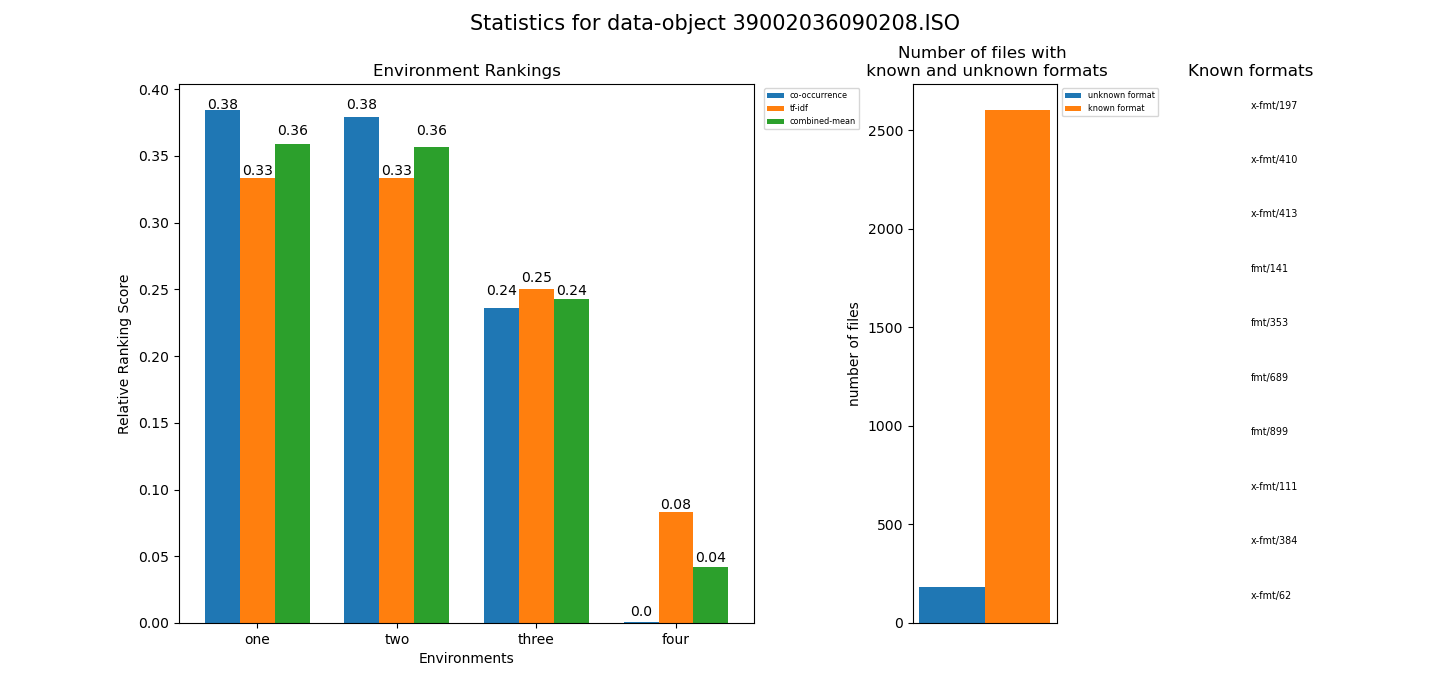 Statistics for data-object 39002036090208.ISO
Environment Rankings
0.40
0.35
0.30
0.25
0.20
0.15
0.10
0.05
0.00
Relative Ranking Score
0.38
0.33
0.36
0.38
0.33
0.36
0.24
0.25
0.24
0.0
0.08
0.04
one
two
three
four
Environments
co-occurrence
tf-idf
combined-mean
Number of files with
known and unknown formats
2500
2000
1500
1000
500
0
number of files
unknown format
known format
Known formats
x-fmt/197
x-fmt/410
x-fmt/413
fmt/141
fmt/353
fmt/689
fmt/899
x-fmt/111
x-fmt/384
x-fmt/62